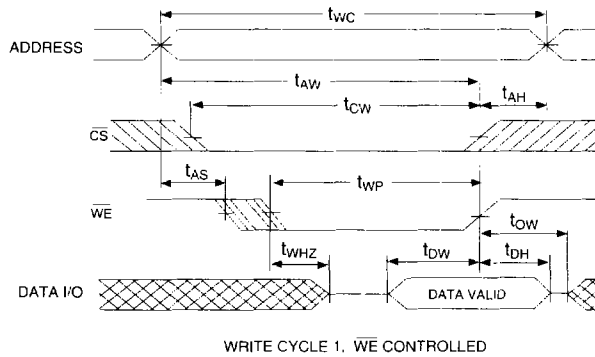 tWC
ADDRESS
tAW
tCW
tAH
CS
tAS
tWP
WE
tOW
tWHZ
tDW
tDH
DATA I/O
DATA VALID
WRITE CYCLE 1, WE CONTROLLED